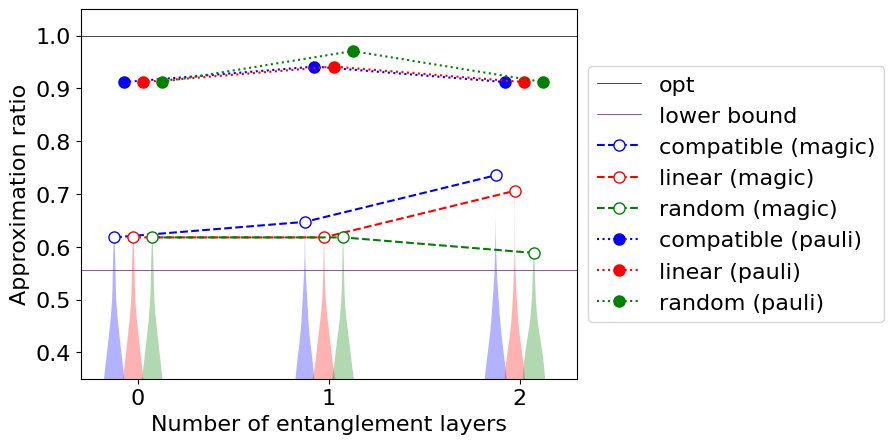 Approximation ratio
1.0
0.9
0.8
0.7
0.6
0.5
0.4
0
1
2
Number of entanglement layers
opt
lower bound
compatible (magic)
linear (magic)
random (magic)
compatible (pauli)
linear (pauli)
random (pauli)